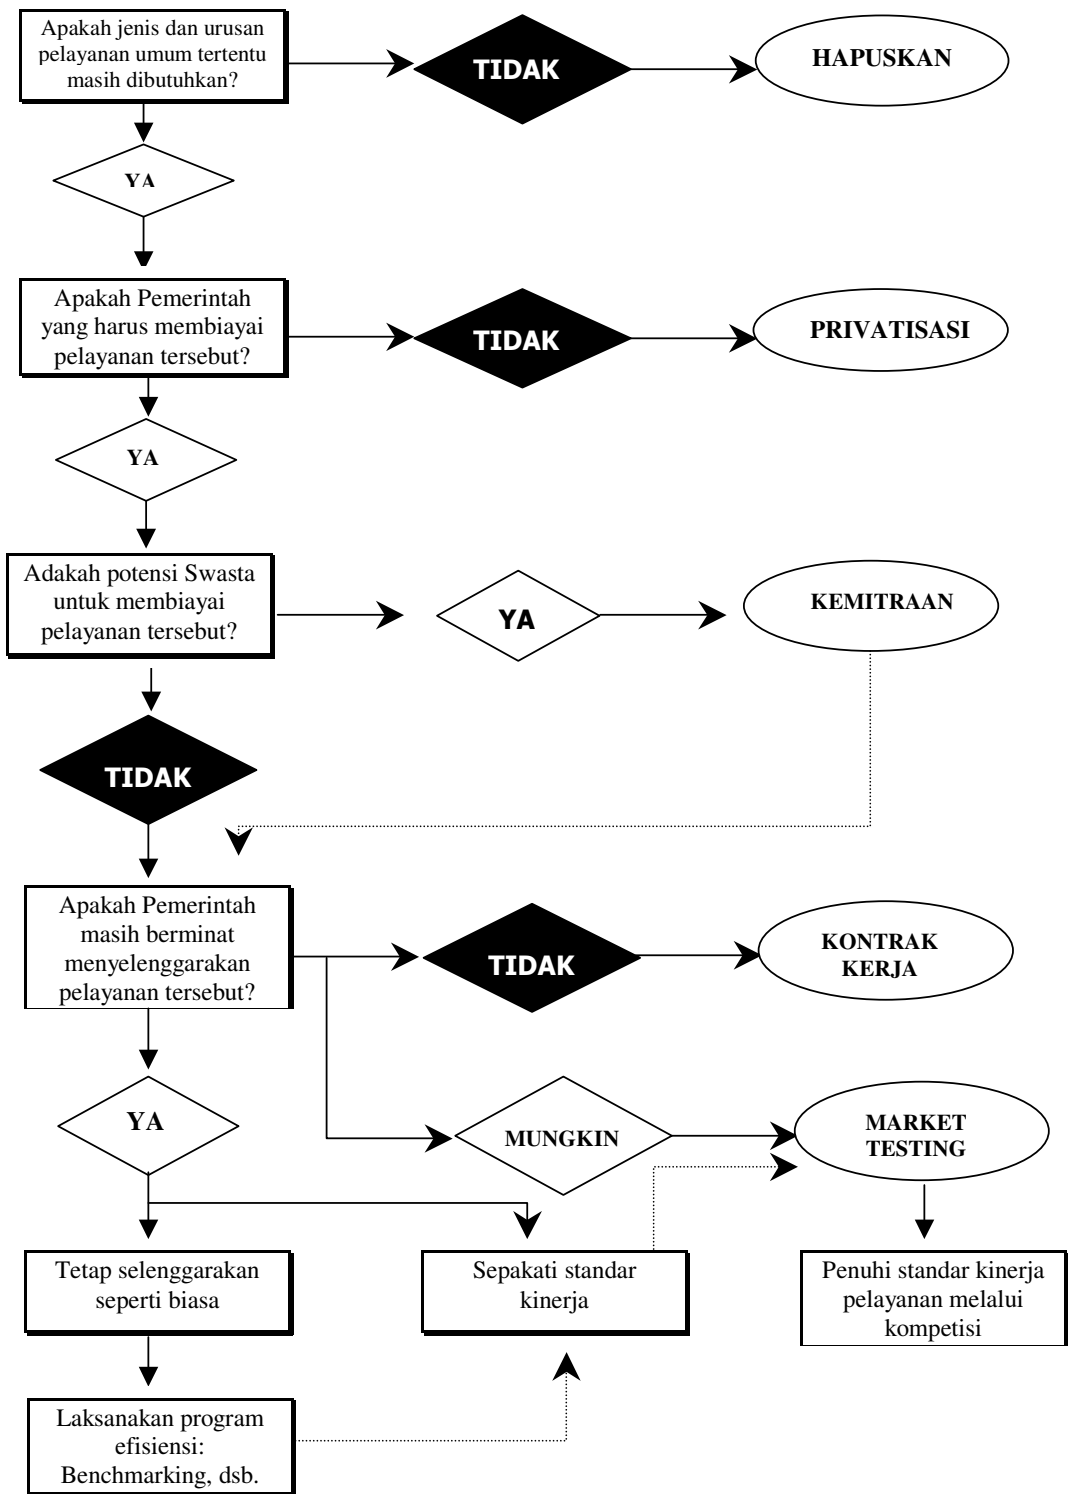 Apakah jenis dan urusan
pelayanan umum tertentu
masih dibutuhkan?
TIDAK
HAPUSKAN
YA
Apakah Pemerintah
yang harus membiayai
pelayanan tersebut?
TIDAK
PRIVATISASI
YA
Adakah potensi Swasta
untuk membiayai
pelayanan tersebut?
YA
KEMITRAAN
TIDAK
Apakah Pemerintah
masih berminat
menyelenggarakan
pelayanan tersebut?
TIDAK
KONTRAK
KERJA
YA
MUNGKIN
MARKET
TESTING
Tetap selenggarakan
seperti biasa
Sepakati standar
kinerja
Penuhi standar kinerja
pelayanan melalui
kompetisi
Laksanakan program
efisiensi:
Benchmarking, dsb.